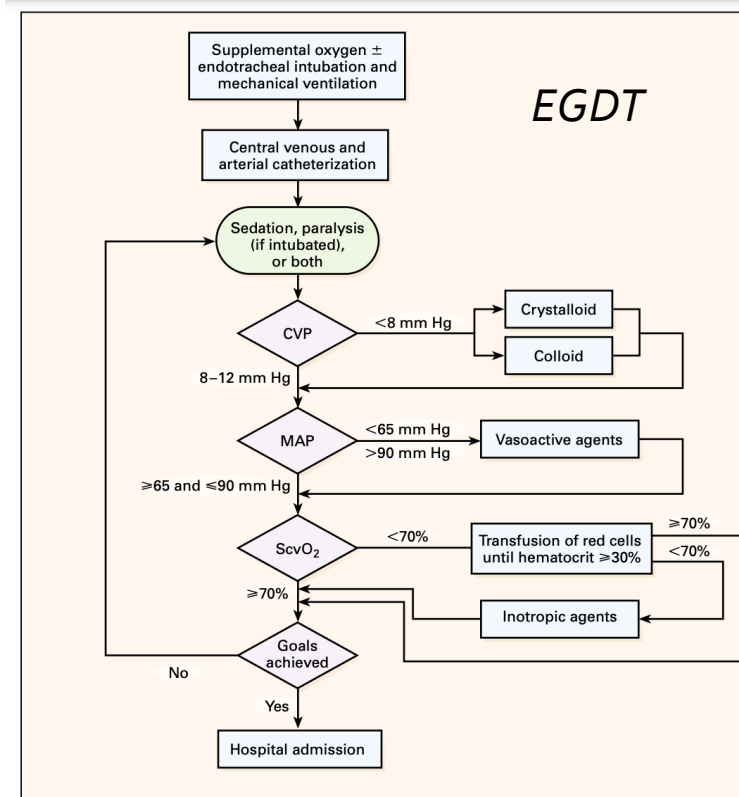 Supplemental oxygen ±
endotracheal intubation and
mechanical ventilation
EGDT
Central venous and
arterial catheterization
Sedation, paralysis
(if intubated),
or both
CVP
<8 mm Hg
Crystalloid
Colloid
8–12 mm Hg
MAP
<65 mm Hg
>90 mm Hg
Vasoactive agents
⩾65 and ⩽90 mm Hg
ScvO₂
<70%
Transfusion of red cells
until hematocrit ⩾30%
⩾70%
<70%
⩾70%
Inotropic agents
Goals
achieved
No
Yes
Hospital admission